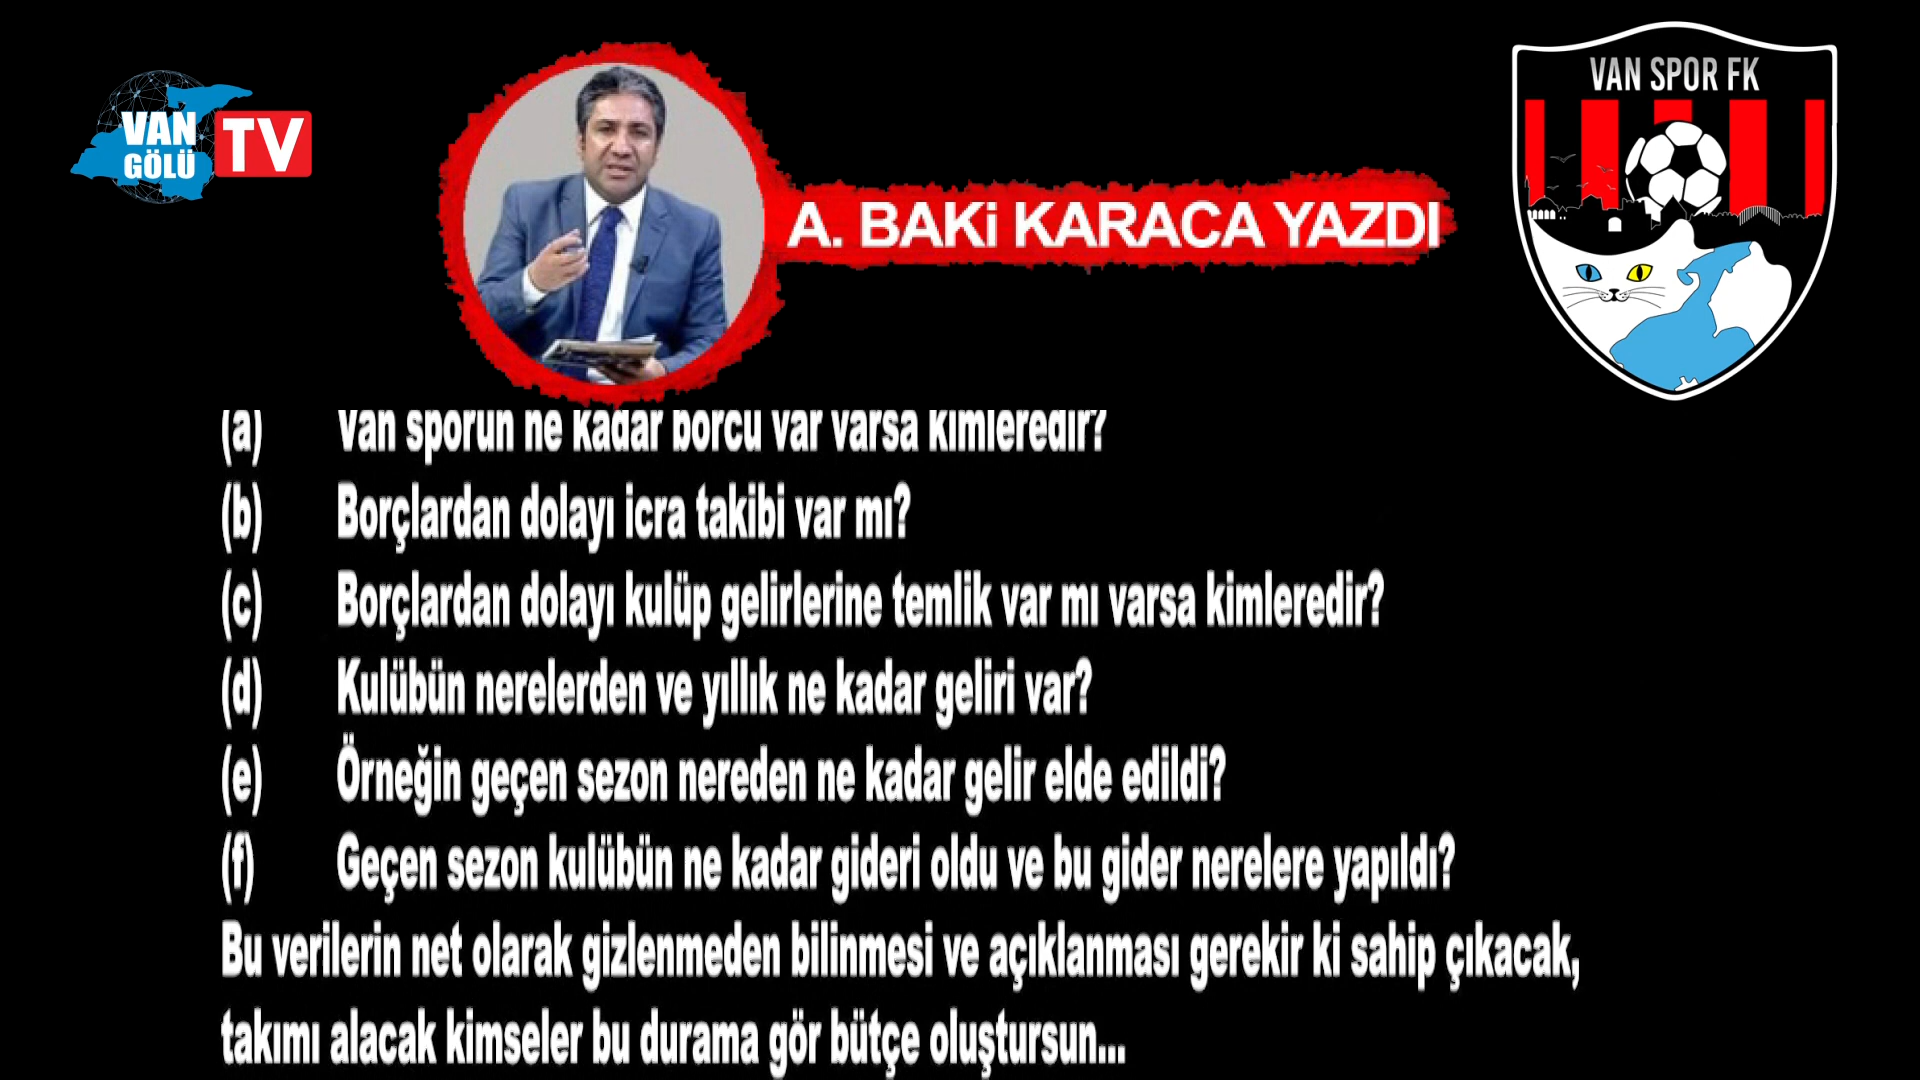 VAN
GÖLÜ
TV
A. BAKi KARACA YAZDI
VAN SPOR FK
(a) Van sporun ne kadar borcu var varsa kimleredir?
(b) Borçlardan dolayı icra takibi var mı?
(c) Borçlardan dolayı kulüp gelirlerine temlik var mı varsa kimleredir?
(d) Kulübün nerelerden ve yıllık ne kadar geliri var?
(e) Örneğin geçen sezon nereden ne kadar gelir elde edildi?
(f) Geçen sezon kulübün ne kadar gideri oldu ve bu gider nerelere yapıldı?
Bu verilerin net olarak gizlenmeden bilinmesi ve açıklanması gerekir ki sahip çıkacak,
takımı alacak kimseler bu durama gör bütçe oluştursun...